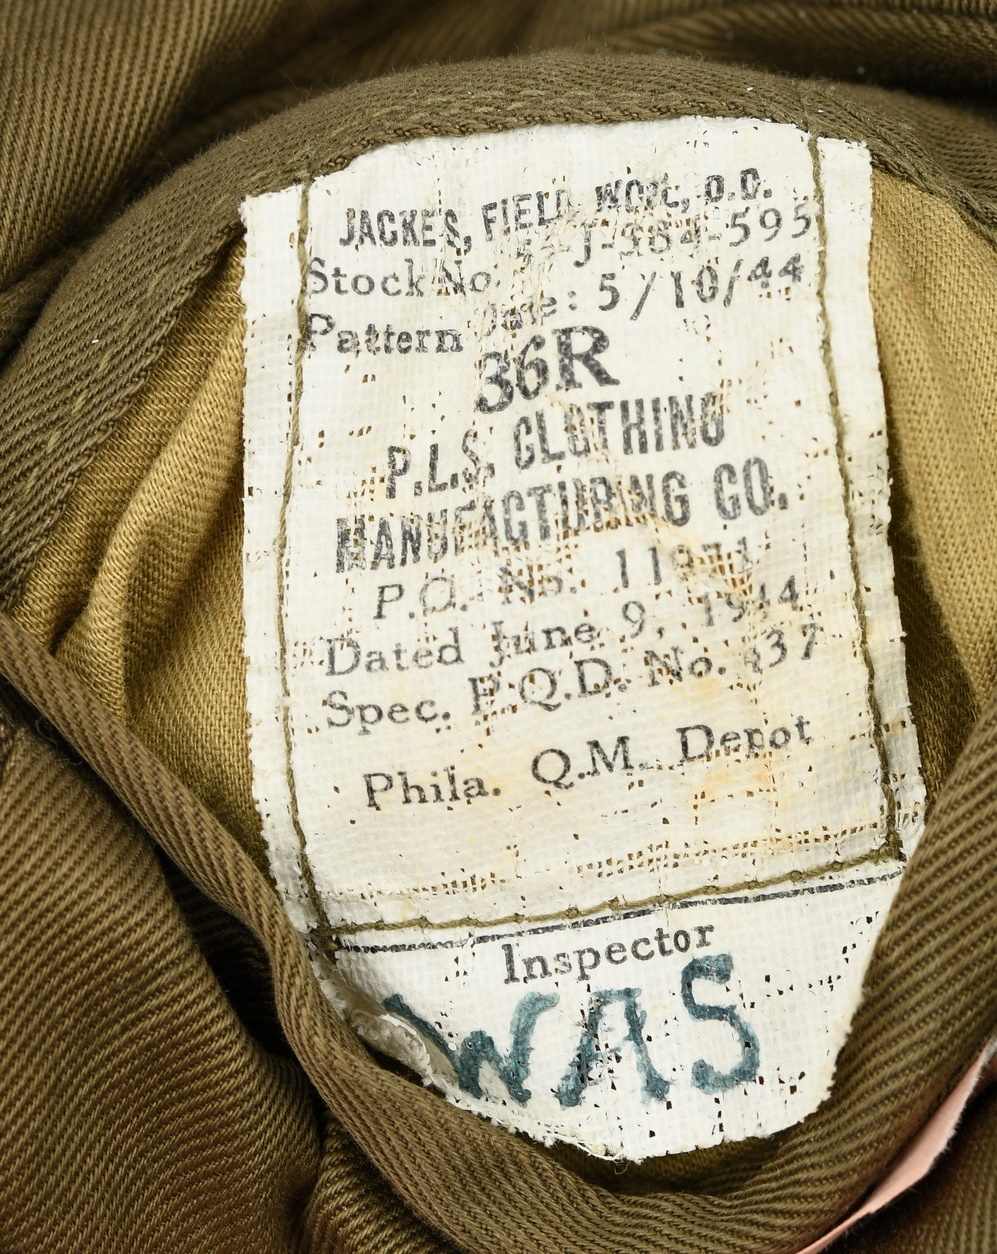 JACKET, FIELD, WOOL, O.D.
Stock No. 55-J-384-595
Pattern Date: 5/10/44
36R
P.L.S. CLOTHING
MANUFACTURING CO.
P.O. No. 11971
Dated June 9, 1944
Spec. P.Q.D. No. 437
Phila. Q.M. Depot
Inspector
WAS